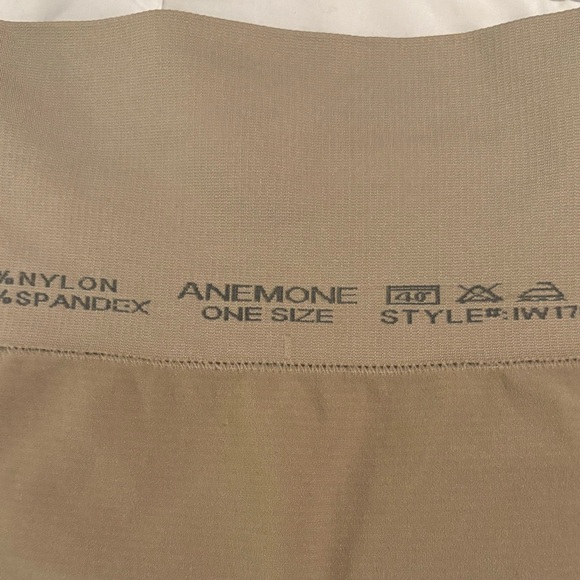 %NYLON
%SPANDEX
ANEMONE
ONE SIZE
40°
STYLE#:IW17